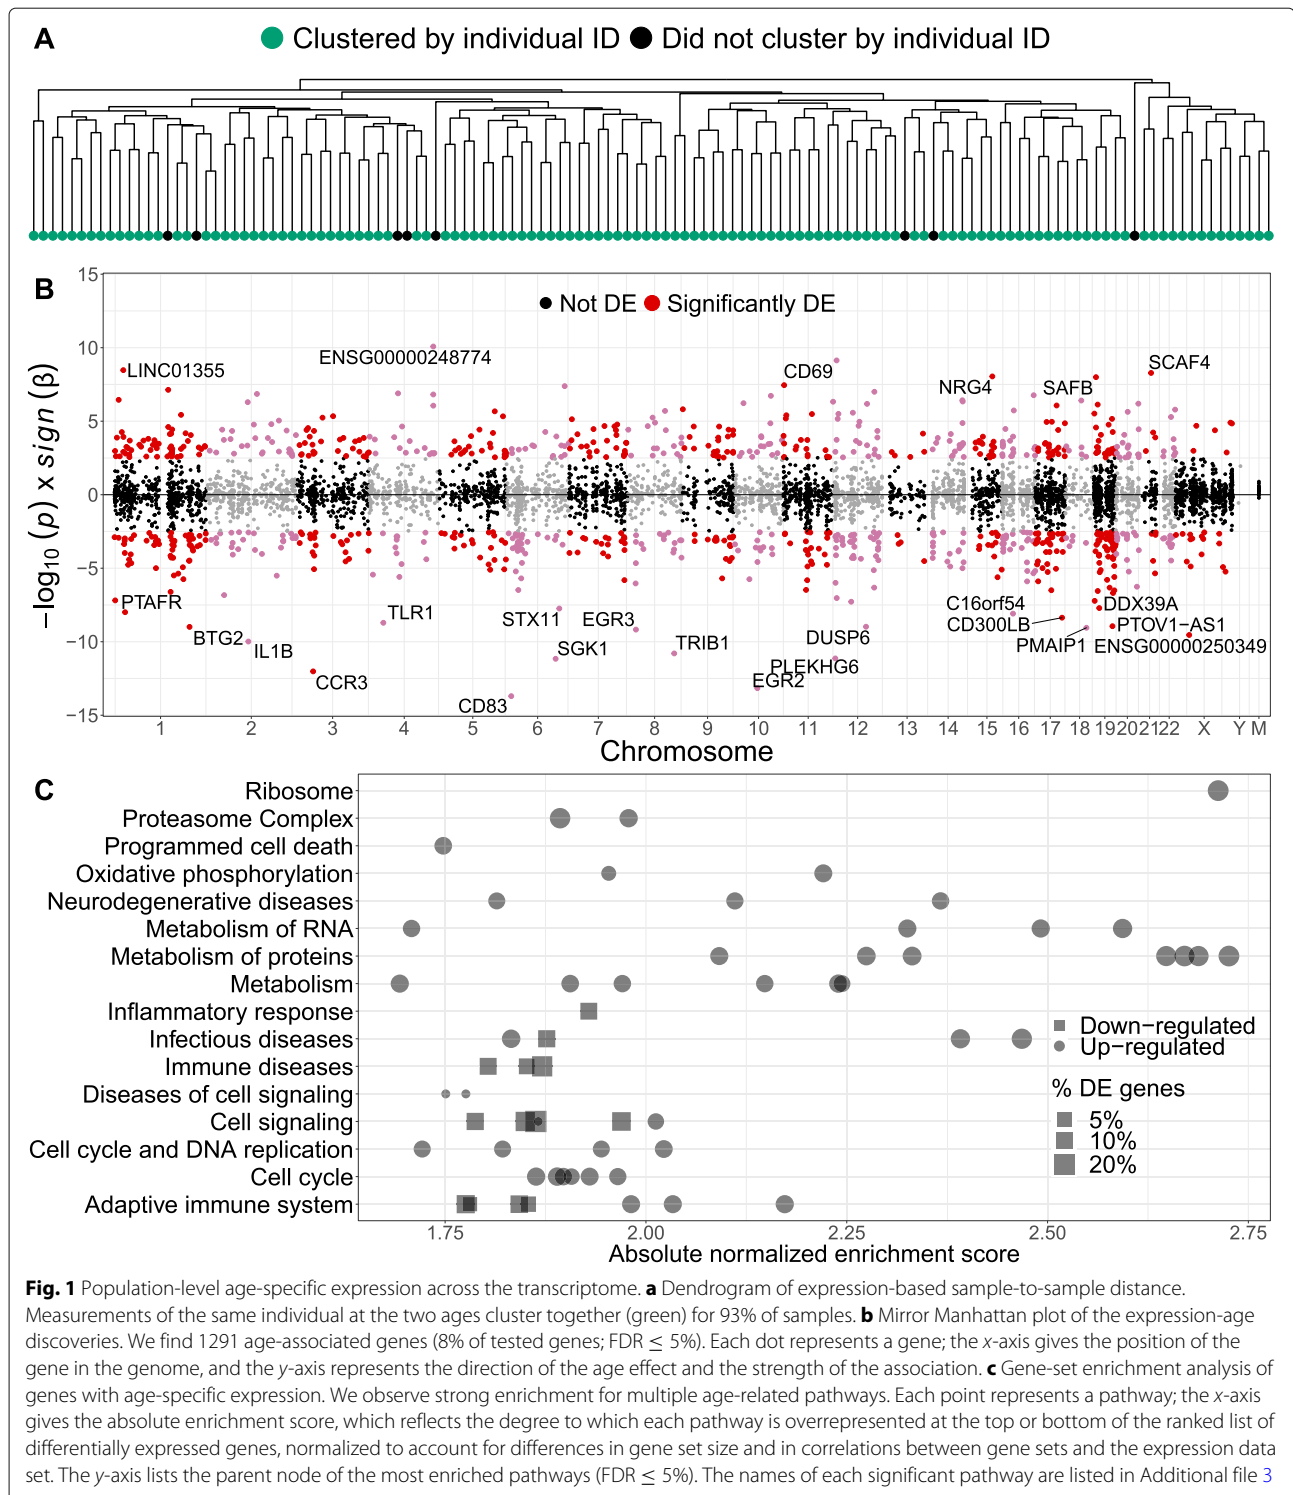 A
Clustered by individual ID
Did not cluster by individual ID
B
Not DE
Significantly DE
−log10 (p) x sign (β)
15
10
5
0
−5
−10
−15
LINC01355
ENSG00000248774
CD69
NRG4
SAFB
SCAF4
PTAFR
BTG2
IL1B
CCR3
TLR1
CD83
STX11
SGK1
EGR3
TRIB1
EGR2
PLEKHG6
DUSP6
C16orf54
CD300LB
PMAIP1
DDX39A
PTOV1−AS1
ENSG00000250349
1 2 3 4 5 6 7 8 9 10 11 12 13 14 15 16 17 18 19 20 21 22 X Y M
Chromosome
C
Ribosome
Proteasome Complex
Programmed cell death
Oxidative phosphorylation
Neurodegenerative diseases
Metabolism of RNA
Metabolism of proteins
Metabolism
Inflammatory response
Infectious diseases
Immune diseases
Diseases of cell signaling
Cell signaling
Cell cycle and DNA replication
Cell cycle
Adaptive immune system
Down−regulated
Up−regulated
% DE genes
5%
10%
20%
1.75 2.00 2.25 2.50 2.75
Absolute normalized enrichment score
Fig. 1 Population-level age-specific expression across the transcriptome. a Dendrogram of expression-based sample-to-sample distance.
Measurements of the same individual at the two ages cluster together (green) for 93% of samples. b Mirror Manhattan plot of the expression-age
discoveries. We find 1291 age-associated genes (8% of tested genes; FDR ≤ 5%). Each dot represents a gene; the x-axis gives the position of the
gene in the genome, and the y-axis represents the direction of the age effect and the strength of the association. c Gene-set enrichment analysis of
genes with age-specific expression. We observe strong enrichment for multiple age-related pathways. Each point represents a pathway; the x-axis
gives the absolute enrichment score, which reflects the degree to which each pathway is overrepresented at the top or bottom of the ranked list of
differentially expressed genes, normalized to account for differences in gene set size and in correlations between gene sets and the expression data
set. The y-axis lists the parent node of the most enriched pathways (FDR ≤ 5%). The names of each significant pathway are listed in Additional file 3